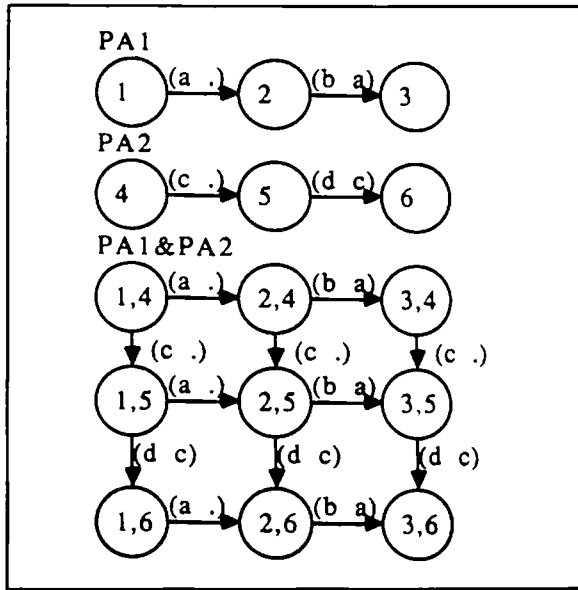 PA1
(a .) (b a)
1 2 3
PA2
(c .) (d c)
4 5 6
PA1&PA2
(a .) (b a)
1,4 2,4 3,4
(c .) (c .) (c .)
(a .) (b a)
1,5 2,5 3,5
(d c) (d c) (d c)
(a .) (b a)
1,6 2,6 3,6